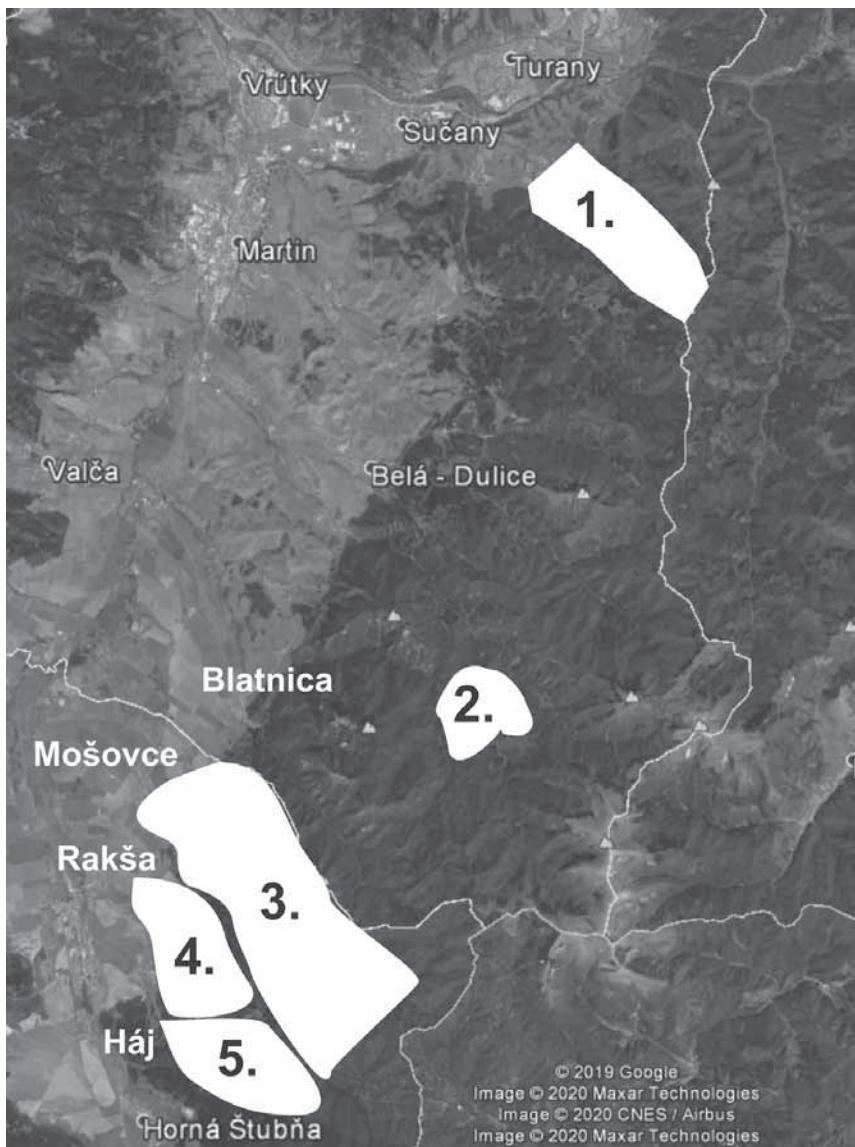 Turany
Vrútky
Sučany
1.
Martin
Valča
Belá - Dulice
Blatnica
2.
Mošovce
Rakša
3.
4.
Háj
5.
© 2019 Google
Image © 2020 Maxar Technologies
Image © 2020 CNES / Airbus
Image © 2020 Maxar Technologies
Horná Štubňa